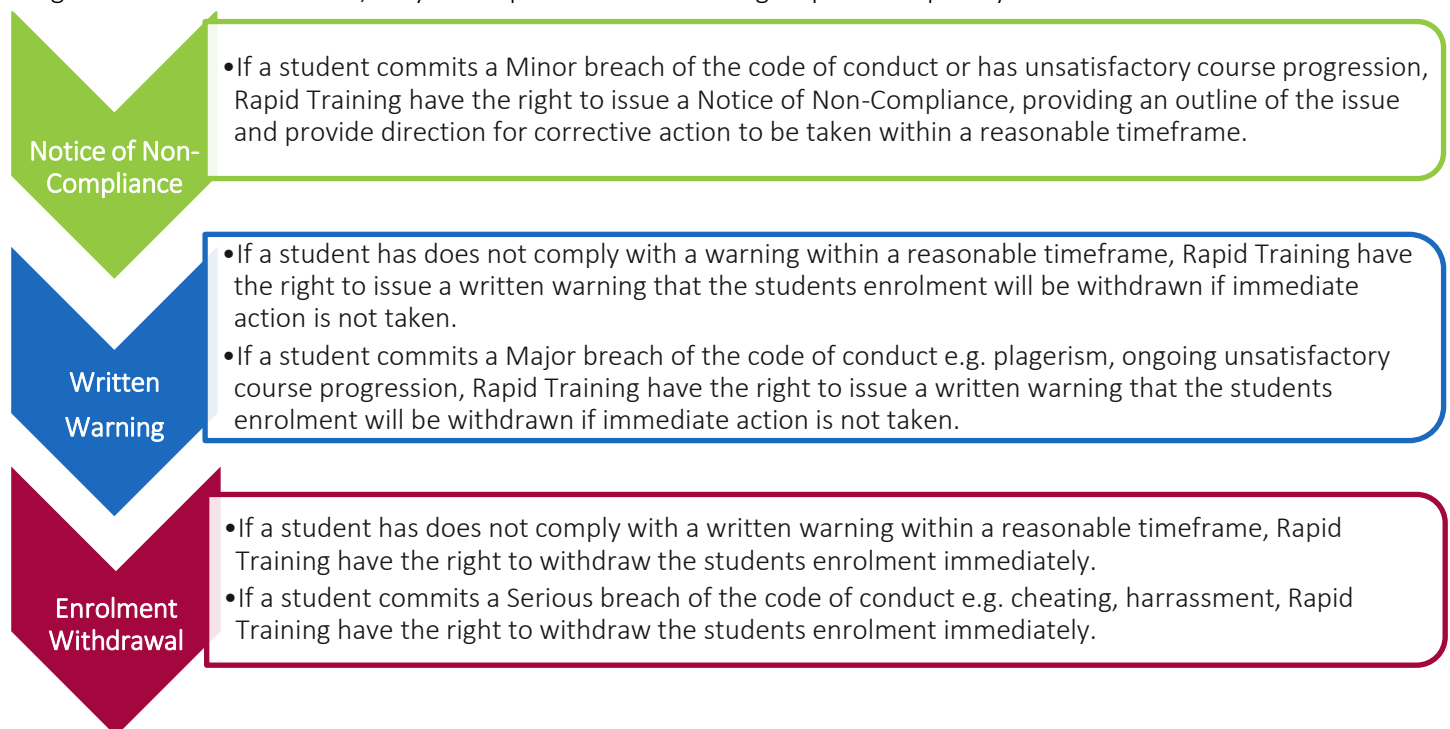 Notice of Non-
Compliance
•If a student commits a Minor breach of the code of conduct or has unsatisfactory course progression,
Rapid Training have the right to issue a Notice of Non-Compliance, providing an outline of the issue
and provide direction for corrective action to be taken within a reasonable timeframe.
Written
Warning
•If a student has does not comply with a warning within a reasonable timeframe, Rapid Training have
the right to issue a written warning that the students enrolment will be withdrawn if immediate
action is not taken.
•If a student commits a Major breach of the code of conduct e.g. plagerism, ongoing unsatisfactory
course progression, Rapid Training have the right to issue a written warning that the students
enrolment will be withdrawn if immediate action is not taken.
Enrolment
Withdrawal
•If a student has does not comply with a written warning within a reasonable timeframe, Rapid
Training have the right to withdraw the students enrolment immediately.
•If a student commits a Serious breach of the code of conduct e.g. cheating, harrassment, Rapid
Training have the right to withdraw the students enrolment immediately.